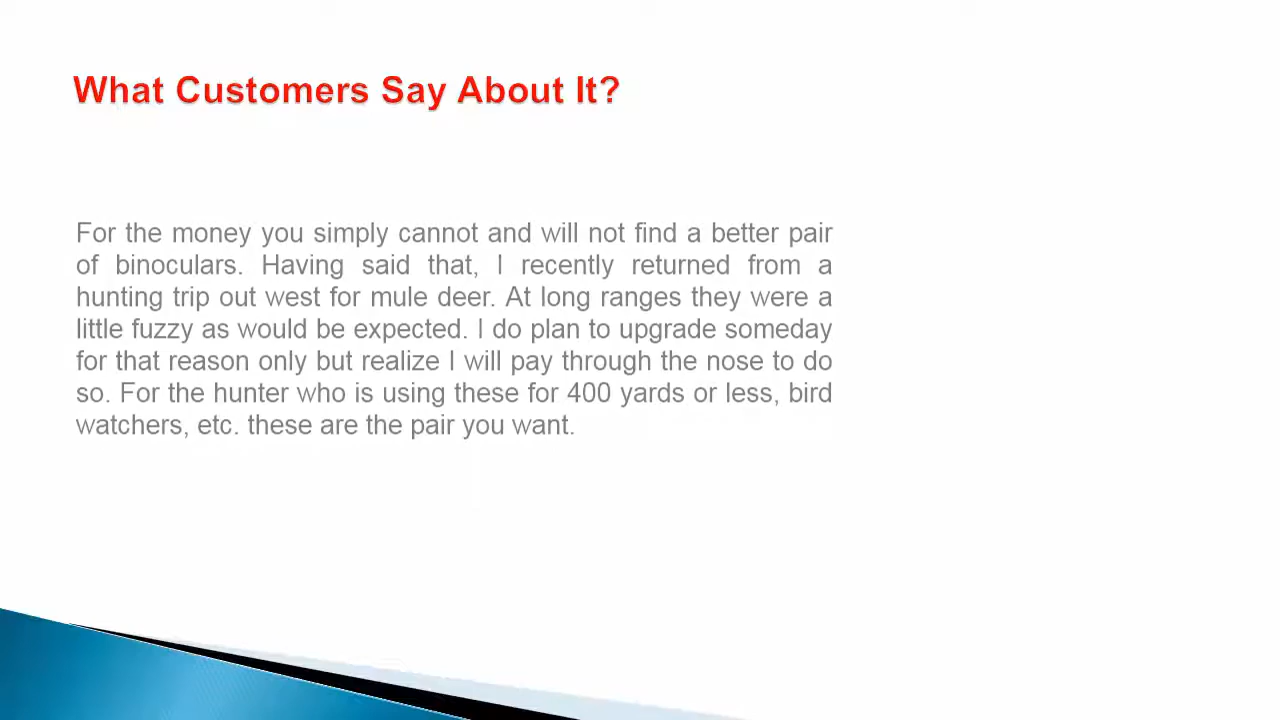 What Customers Say About It?
For the money you simply cannot and will not find a better pair
of binoculars. Having said that, I recently returned from a
hunting trip out west for mule deer. At long ranges they were a
little fuzzy as would be expected. I do plan to upgrade someday
for that reason only but realize I will pay through the nose to do
so. For the hunter who is using these for 400 yards or less, bird
watchers, etc. these are the pair you want.